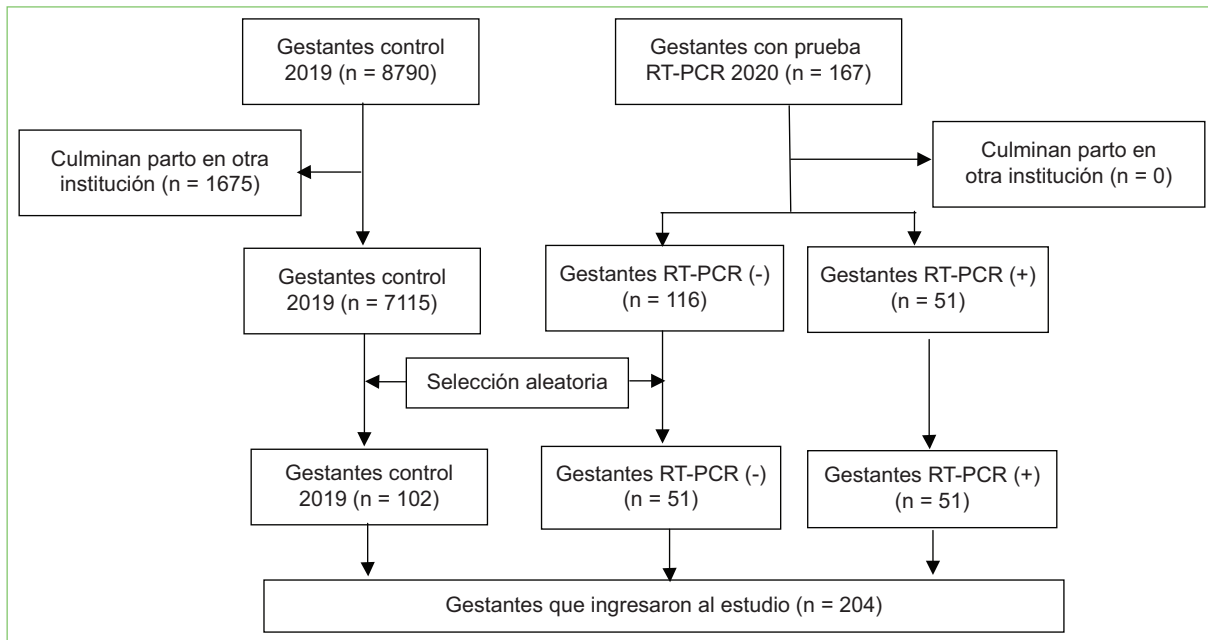 Gestantes control
2019 (n = 8790)
Gestantes con prueba
RT-PCR 2020 (n = 167)
Culminan parto en otra
institución (n = 1675)
Culminan parto en
otra institución (n = 0)
Gestantes control
2019 (n = 7115)
Gestantes RT-PCR (-)
(n = 116)
Gestantes RT-PCR (+)
(n = 51)
Selección aleatoria
Gestantes control
2019 (n = 102)
Gestantes RT-PCR (-)
(n = 51)
Gestantes RT-PCR (+)
(n = 51)
Gestantes que ingresaron al estudio (n = 204)